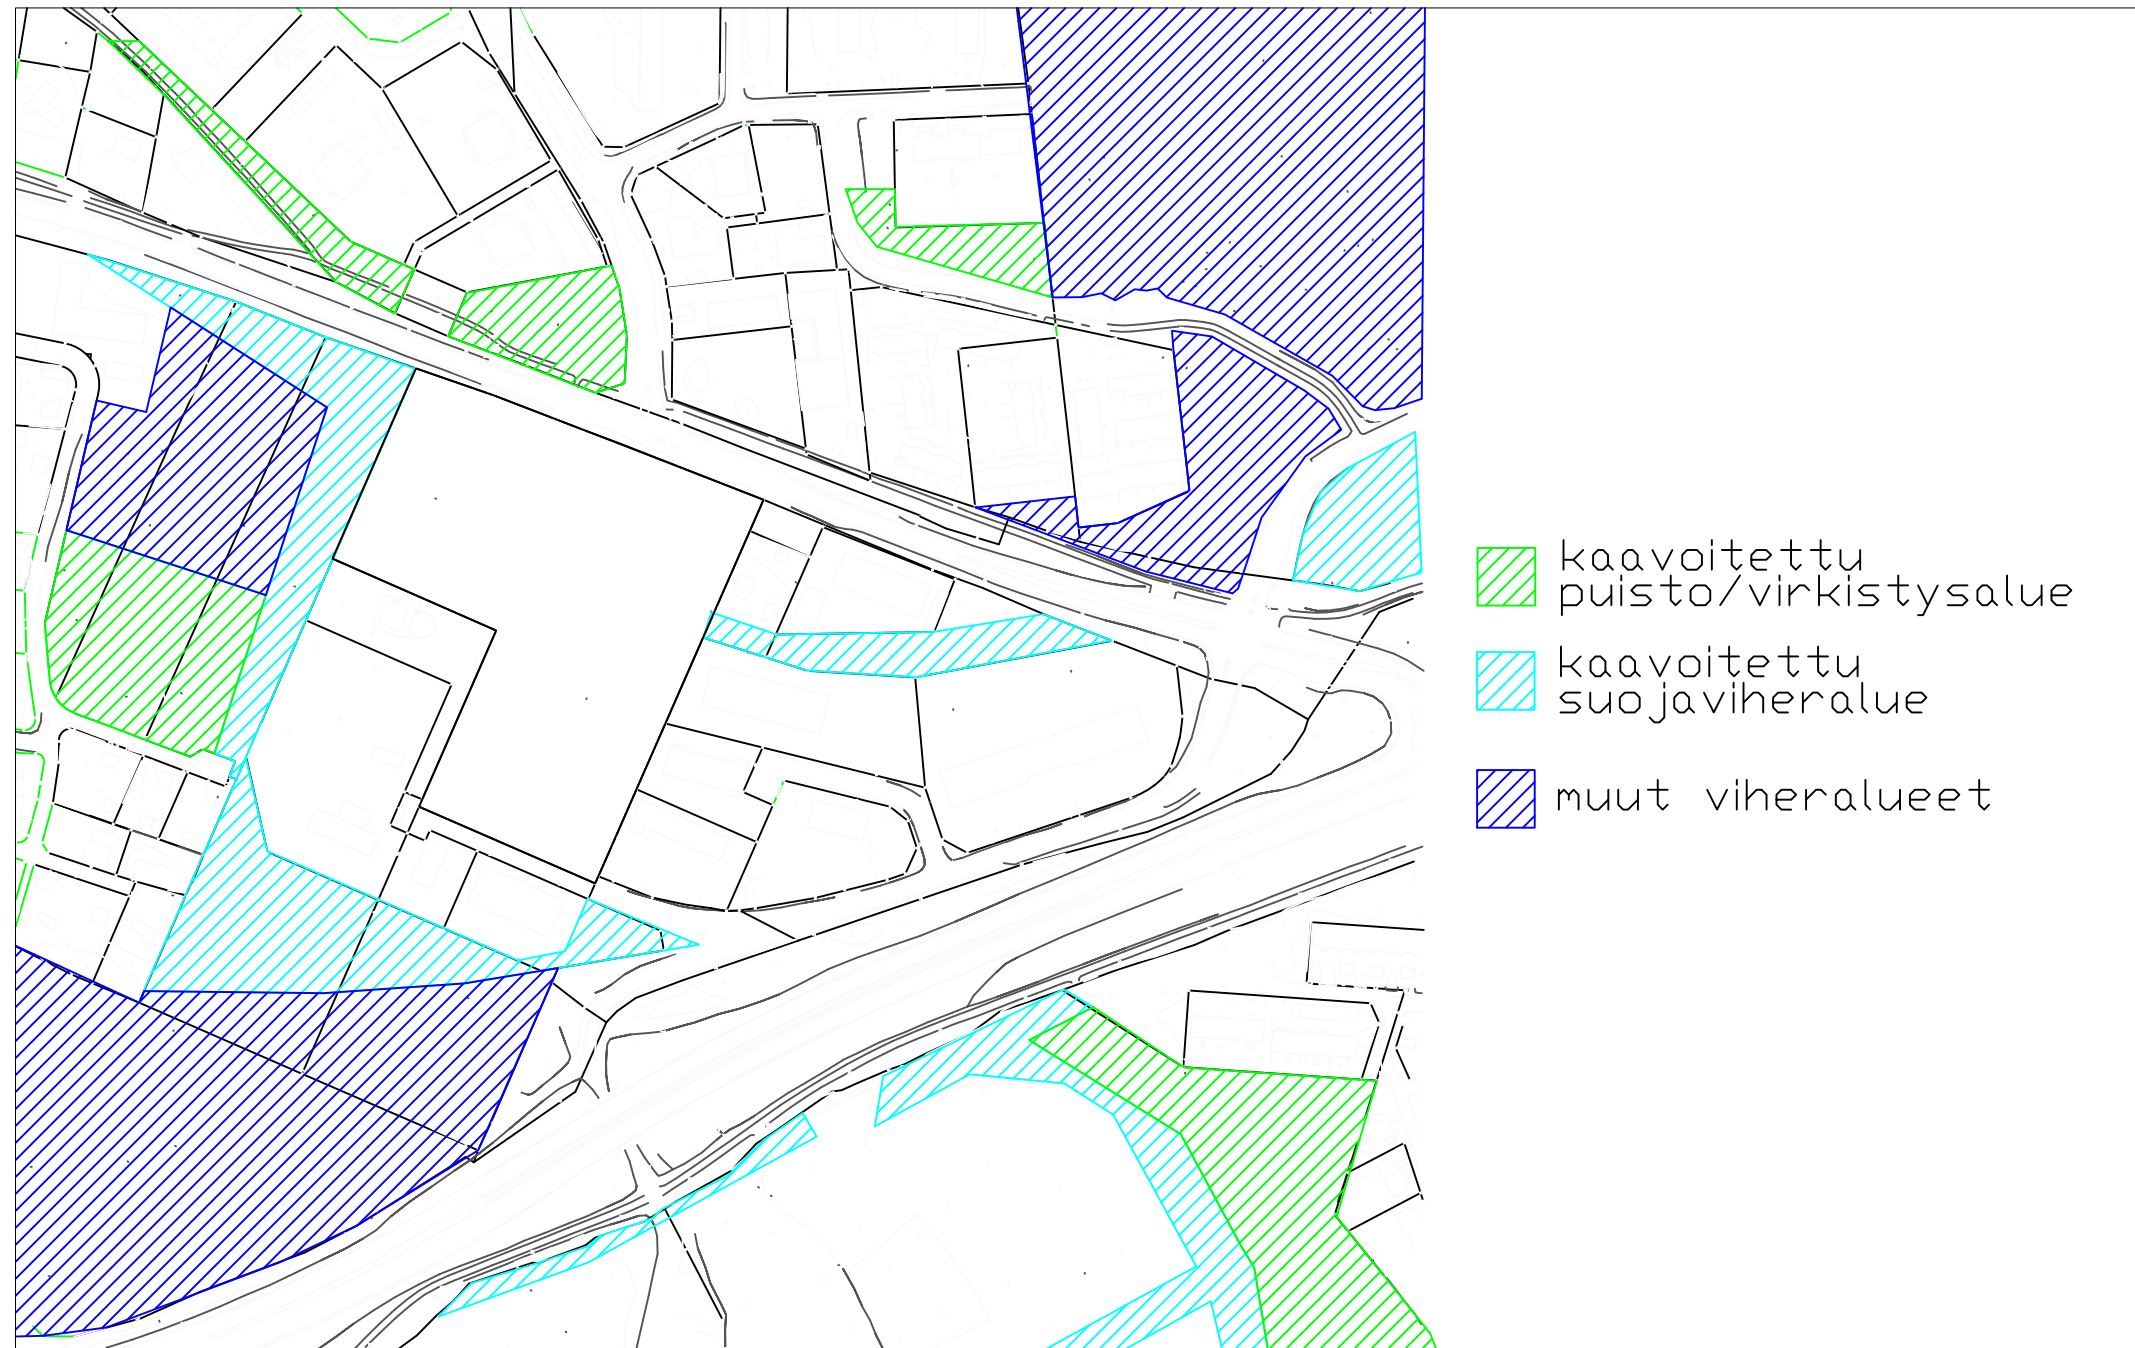 kaavoitettu
puisto/virkistysalue
kaavoitettu
suojaviheralue
muut viheralueet